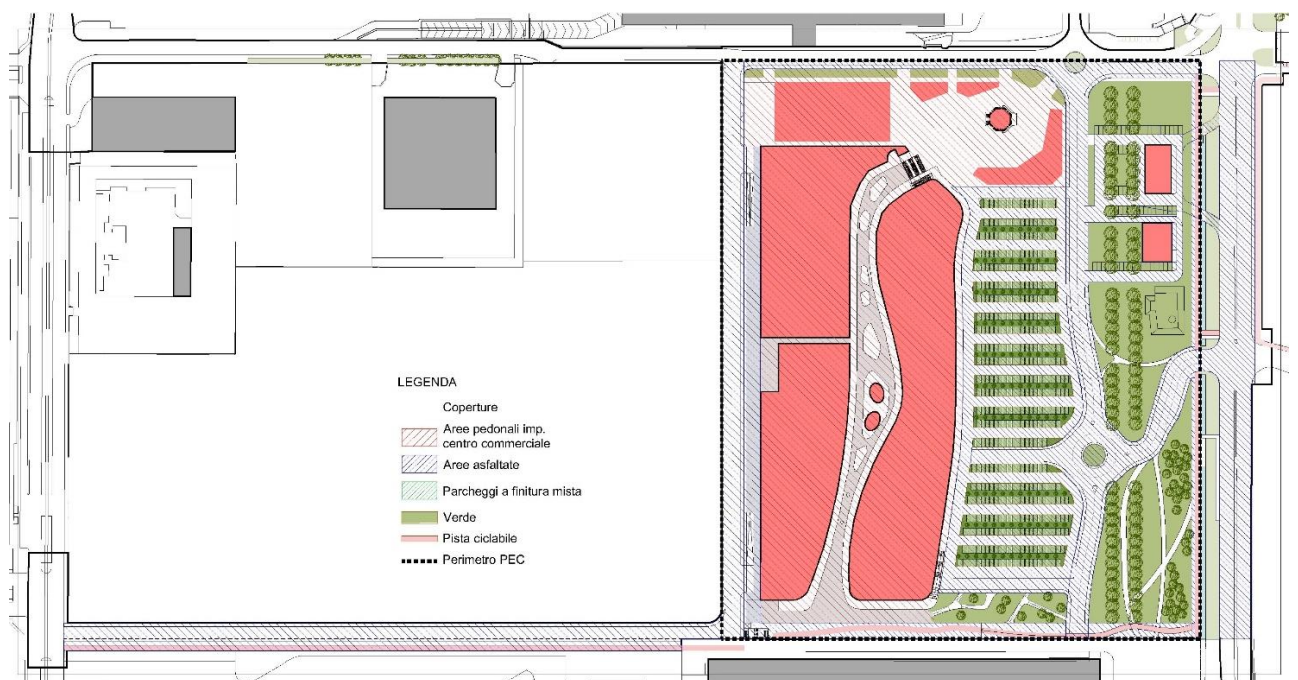 LEGENDA
Coperture
Aree pedonali imp.
centro commerciale
Aree asfaltate
Parcheggi a finitura mista
Verde
Pista ciclabile
Perimetro PEC